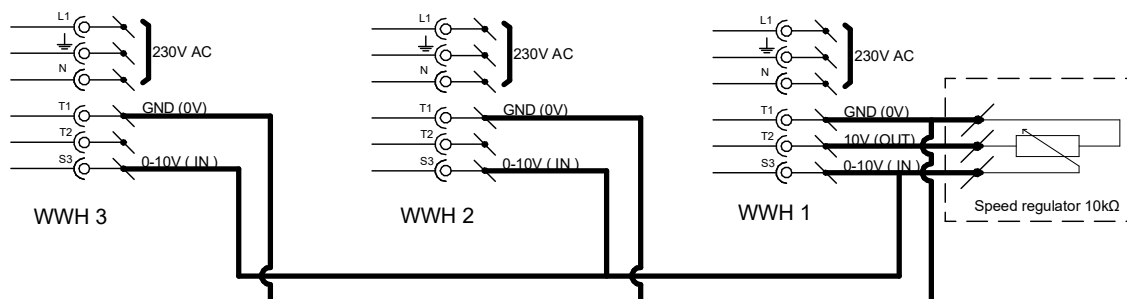 L1
N
230V AC
T1
GND (0V)
T2
S3
0-10V ( IN )
WWH 3
L1
N
230V AC
T1
GND (0V)
T2
S3
0-10V ( IN )
WWH 2
L1
N
230V AC
T1
GND (0V)
T2
10V (OUT)
S3
0-10V ( IN )
WWH 1
Speed regulator 10kΩ